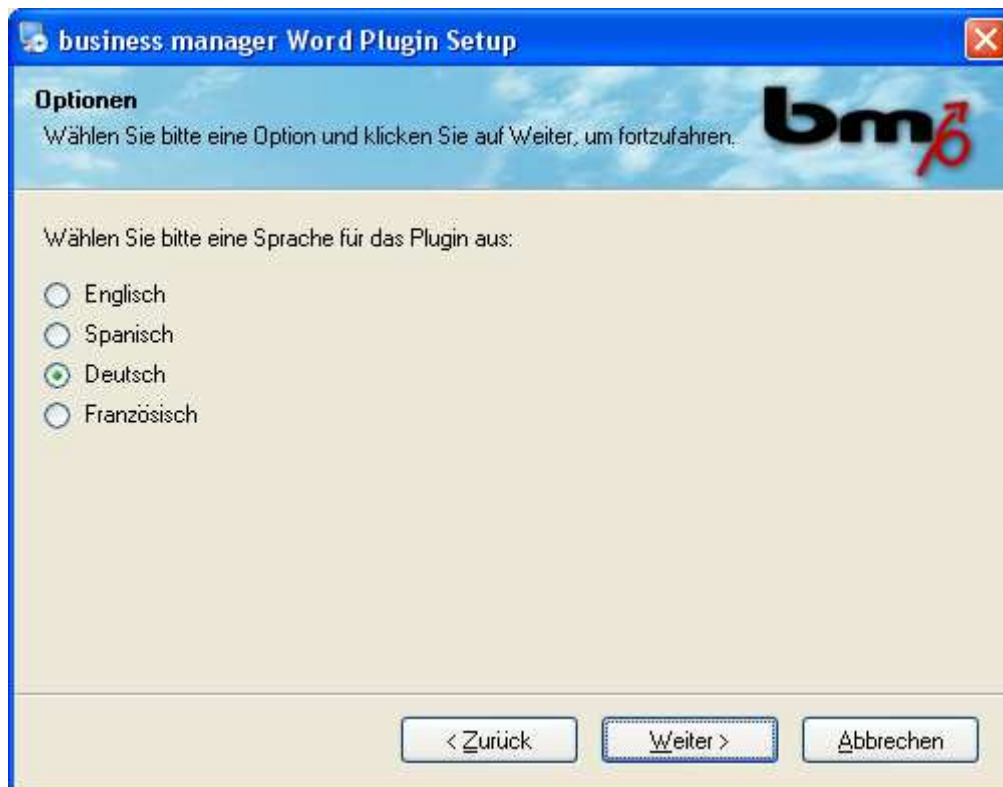 business manager Word Plugin Setup
Optionen
Wählen Sie bitte eine Option und klicken Sie auf Weiter, um fortzufahren.
bm
Wählen Sie bitte eine Sprache für das Plugin aus:
Englisch
Spanisch
Deutsch
Französisch
< Zurück
Weiter >
Abbrechen